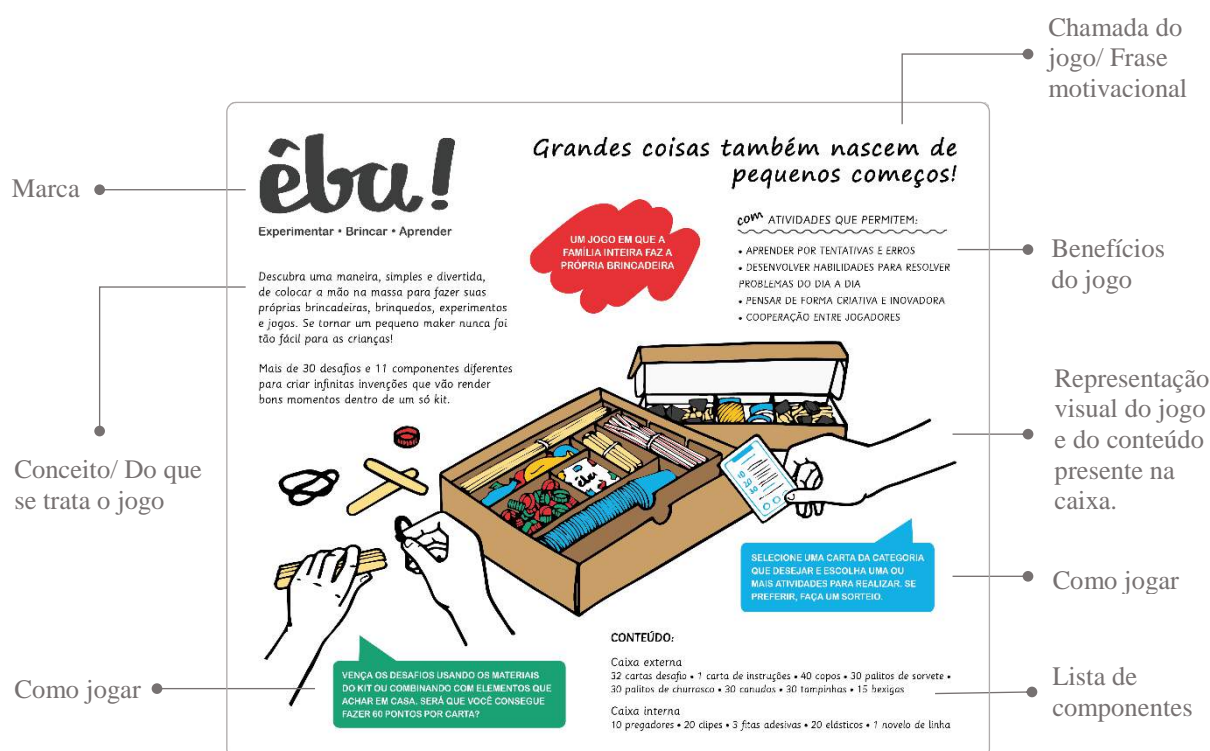 Chamada do
jogo/ Frase
motivacional
Marca
êba!
Experimentar • Brincar • Aprender
Grandes coisas também nascem de
pequenos começos!
UM JOGO EM QUE A
FAMÍLIA INTEIRA FAZ A
PRÓPRIA BRINCADEIRA
com ATIVIDADES QUE PERMITEM:
• APRENDER POR TENTATIVAS E ERROS
• DESENVOLVER HABILIDADES PARA RESOLVER
PROBLEMAS DO DIA A DIA
• PENSAR DE FORMA CRIATIVA E INOVADORA
• COOPERAÇÃO ENTRE JOGADORES
Benefícios
do jogo
Descubra uma maneira, simples e divertida,
de colocar a mão na massa para fazer suas
próprias brincadeiras, brinquedos, experimentos
e jogos. Se tornar um pequeno maker nunca foi
tão fácil para as crianças!
Mais de 30 desafios e 11 componentes diferentes
para criar infinitas invenções que vão render
bons momentos dentro de um só kit.
Conceito/ Do que
se trata o jogo
Representação
visual do jogo
e do conteúdo
presente na
caixa.
êba!
10
20
30
SELECIONE UMA CARTA DA CATEGORIA
QUE DESEJAR E ESCOLHA UMA OU
MAIS ATIVIDADES PARA REALIZAR. SE
PREFERIR, FAÇA UM SORTEIO.
Como jogar
Como jogar
VENÇA OS DESAFIOS USANDO OS MATERIAIS
DO KIT OU COMBINANDO COM ELEMENTOS QUE
ACHAR EM CASA. SERÁ QUE VOCÊ CONSEGUE
FAZER 60 PONTOS POR CARTA?
CONTEÚDO:
Caixa externa
32 cartas desafio • 1 carta de instruções • 40 copos • 30 palitos de sorvete •
30 palitos de churrasco • 30 canudos • 30 tampinhas • 15 bexigas
Caixa interna
10 pregadores • 20 clipes • 3 fitas adesivas • 20 elásticos • 1 novelo de linha
Lista de
componentes